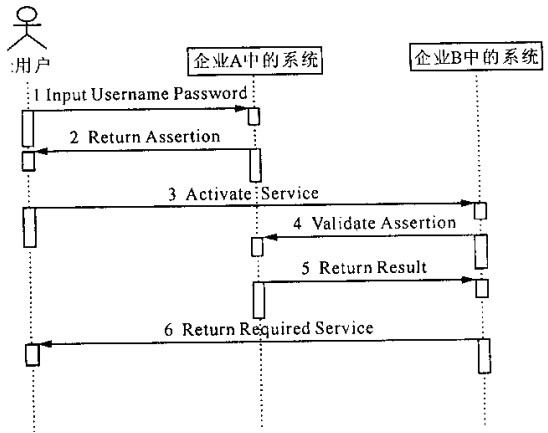 :用户
企业A中的系统
企业B中的系统
1 Input Username Password
2 Return Assertion
3 Activate Service
4 Validate Assertion
5 Return Result
6 Return Required Service